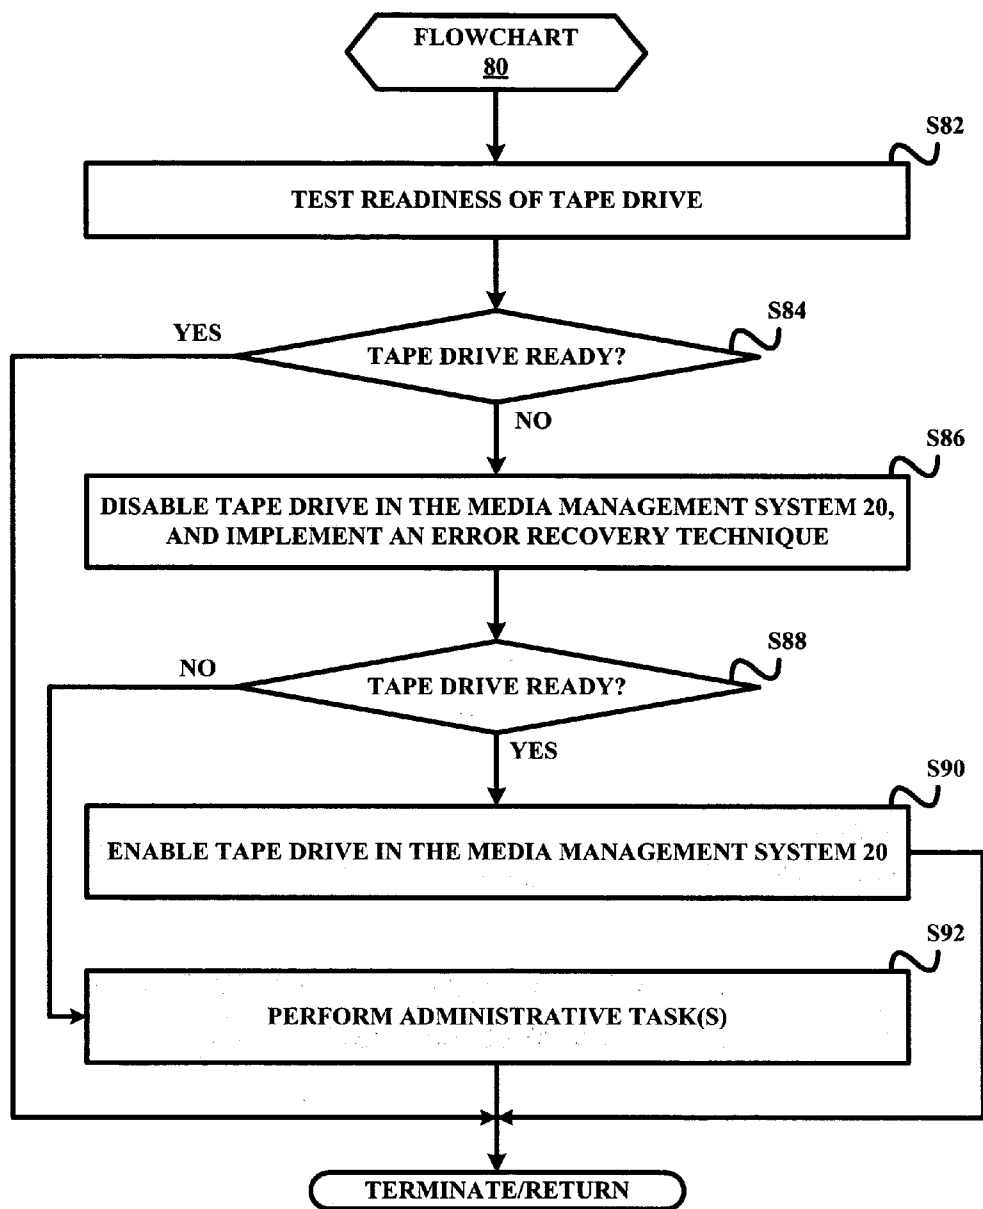 FLOWCHART
80
S82
TEST READINESS OF TAPE DRIVE
S84
YES
TAPE DRIVE READY?
NO
S86
DISABLE TAPE DRIVE IN THE MEDIA MANAGEMENT SYSTEM 20,
AND IMPLEMENT AN ERROR RECOVERY TECHNIQUE
S88
NO
TAPE DRIVE READY?
YES
S90
ENABLE TAPE DRIVE IN THE MEDIA MANAGEMENT SYSTEM 20
S92
PERFORM ADMINISTRATIVE TASK(S)
TERMINATE/RETURN